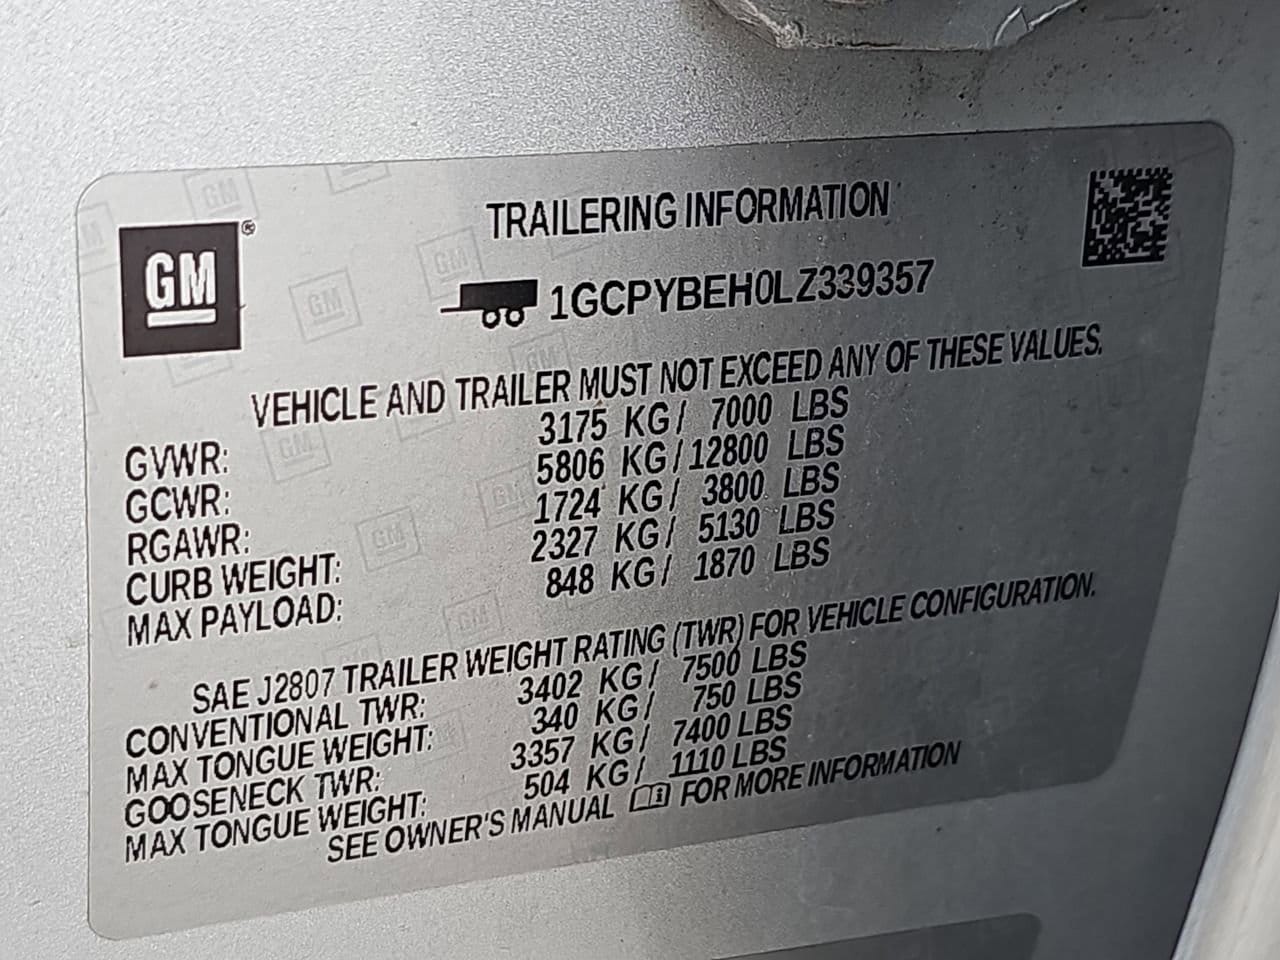 GM ®
TRAILERING INFORMATION
1GCPYBEH0LZ339357
VEHICLE AND TRAILER MUST NOT EXCEED ANY OF THESE VALUES.
GVWR: 3175 KG/ 7000 LBS
GCWR: 5806 KG/12800 LBS
RGAWR: 1724 KG/ 3800 LBS
CURB WEIGHT: 2327 KG/ 5130 LBS
MAX PAYLOAD: 848 KG/ 1870 LBS
SAE J2807 TRAILER WEIGHT RATING (TWR) FOR VEHICLE CONFIGURATION.
CONVENTIONAL TWR: 3402 KG/ 7500 LBS
MAX TONGUE WEIGHT: 340 KG/ 750 LBS
GOOSENECK TWR: 3357 KG/ 7400 LBS
MAX TONGUE WEIGHT: 504 KG/ 1110 LBS
SEE OWNER'S MANUAL FOR MORE INFORMATION